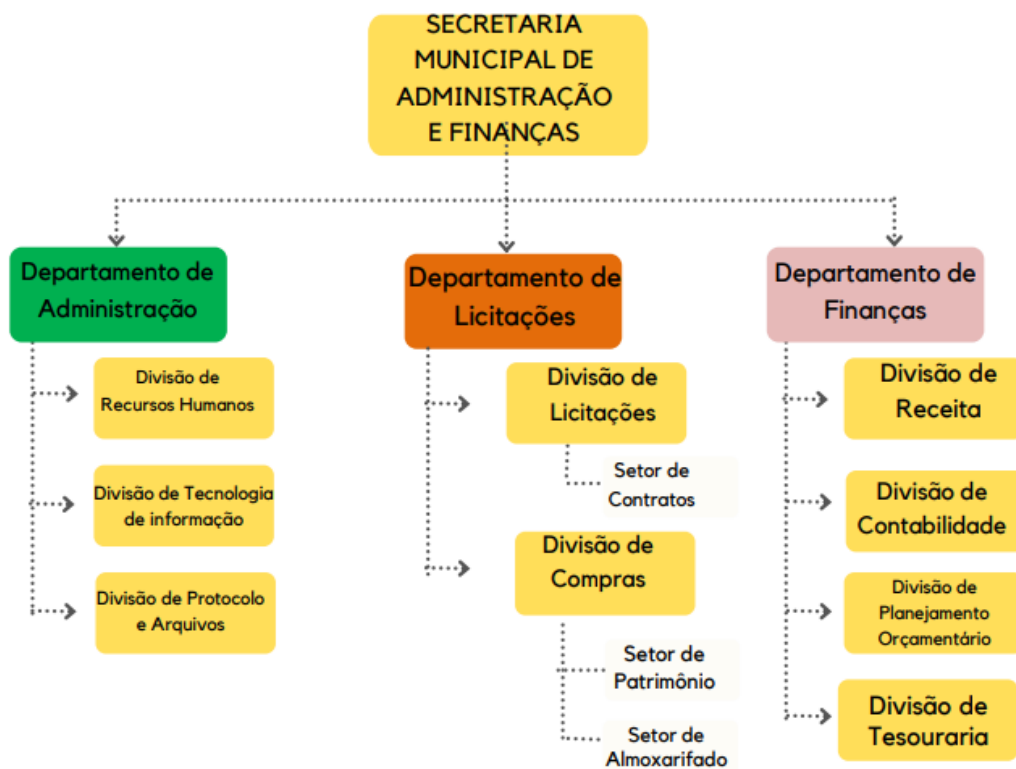 SECRETARIA
MUNICIPAL DE
ADMINISTRAÇÃO
E FINANÇAS
Departamento de
Administração
Divisão de
Recursos Humanos
Divisão de Tecnologia
de informação
Divisão de Protocolo
e Arquivos
Departamento de
Licitações
Divisão de
Licitações
Setor de
Contratos
Divisão de
Compras
Setor de
Patrimônio
Setor de
Almoxarifado
Departamento de
Finanças
Divisão de
Receita
Divisão de
Contabilidade
Divisão de
Planejamento
Orçamentário
Divisão de
Tesouraria